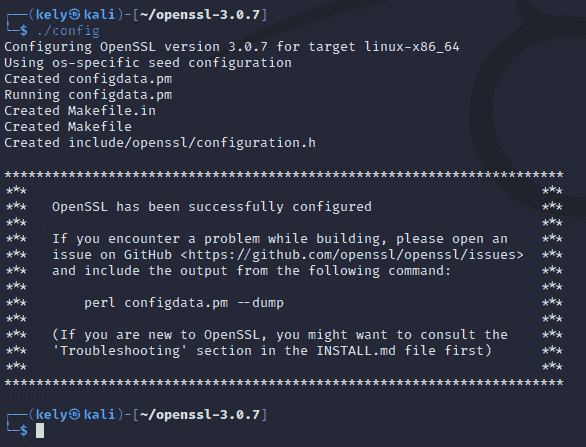 ┌──(kely㉿kali)-[~/openssl-3.0.7]
└─$ ./config
Configuring OpenSSL version 3.0.7 for target linux-x86_64
Using os-specific seed configuration
Created configdata.pm
Running configdata.pm
Created Makefile.in
Created Makefile
Created include/openssl/configuration.h

**********************************************************************
***                                                                ***
***   OpenSSL has been successfully configured                     ***
***                                                                ***
***   If you encounter a problem while building, please open an    ***
***   issue on GitHub <https://github.com/openssl/openssl/issues>  ***
***   and include the output from the following command:           ***
***                                                                ***
***       perl configdata.pm --dump                                ***
***                                                                ***
***   (If you are new to OpenSSL, you might want to consult the    ***
***   'Troubleshooting' section in the INSTALL.md file first)      ***
***                                                                ***
**********************************************************************

┌──(kely㉿kali)-[~/openssl-3.0.7]
└─$